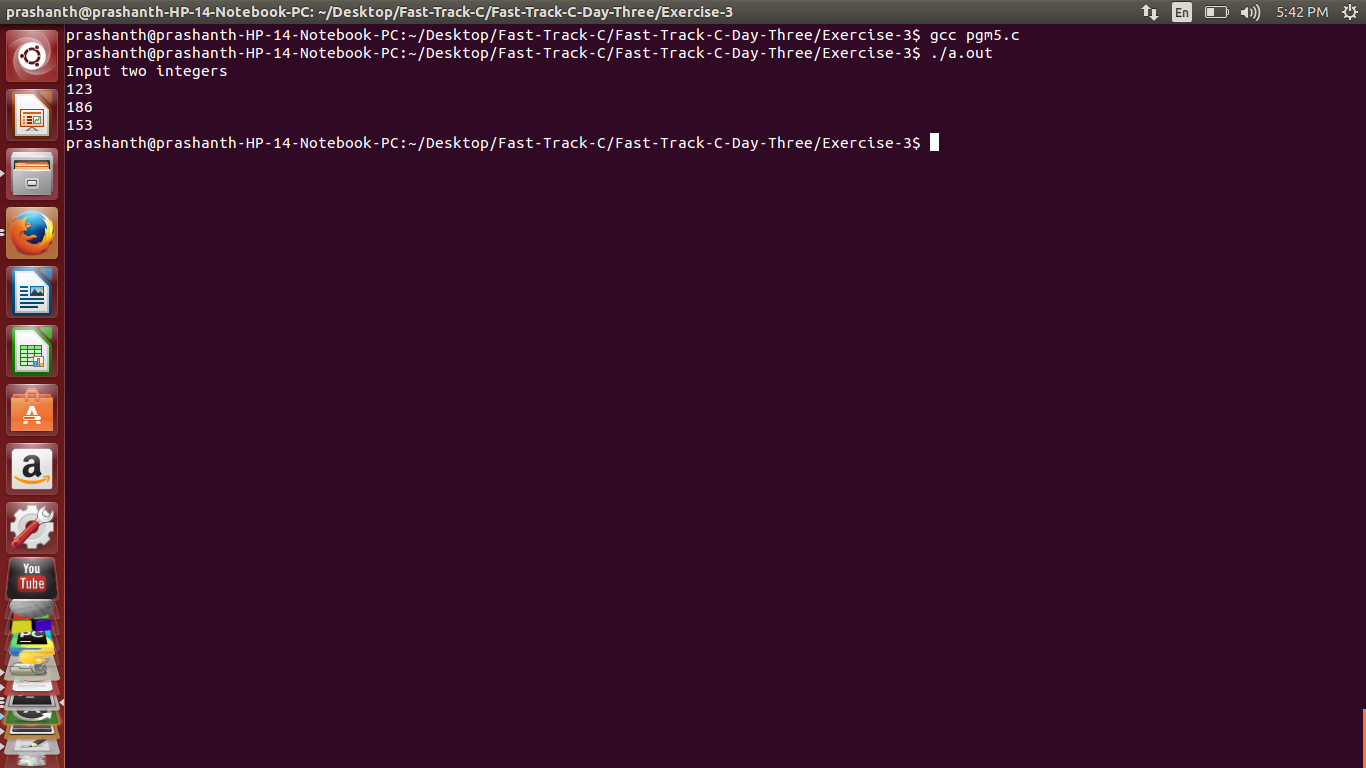 prashanth@prashanth-HP-14-Notebook-PC: ~/Desktop/Fast-Track-C/Fast-Track-C-Day-Three/Exercise-3
En
5:42 PM
prashanth@prashanth-HP-14-Notebook-PC:~/Desktop/Fast-Track-C/Fast-Track-C-Day-Three/Exercise-3$ gcc pgm5.c
prashanth@prashanth-HP-14-Notebook-PC:~/Desktop/Fast-Track-C/Fast-Track-C-Day-Three/Exercise-3$ ./a.out
Input two integers
123
186
153
prashanth@prashanth-HP-14-Notebook-PC:~/Desktop/Fast-Track-C/Fast-Track-C-Day-Three/Exercise-3$
A
a
You
Tube
PC